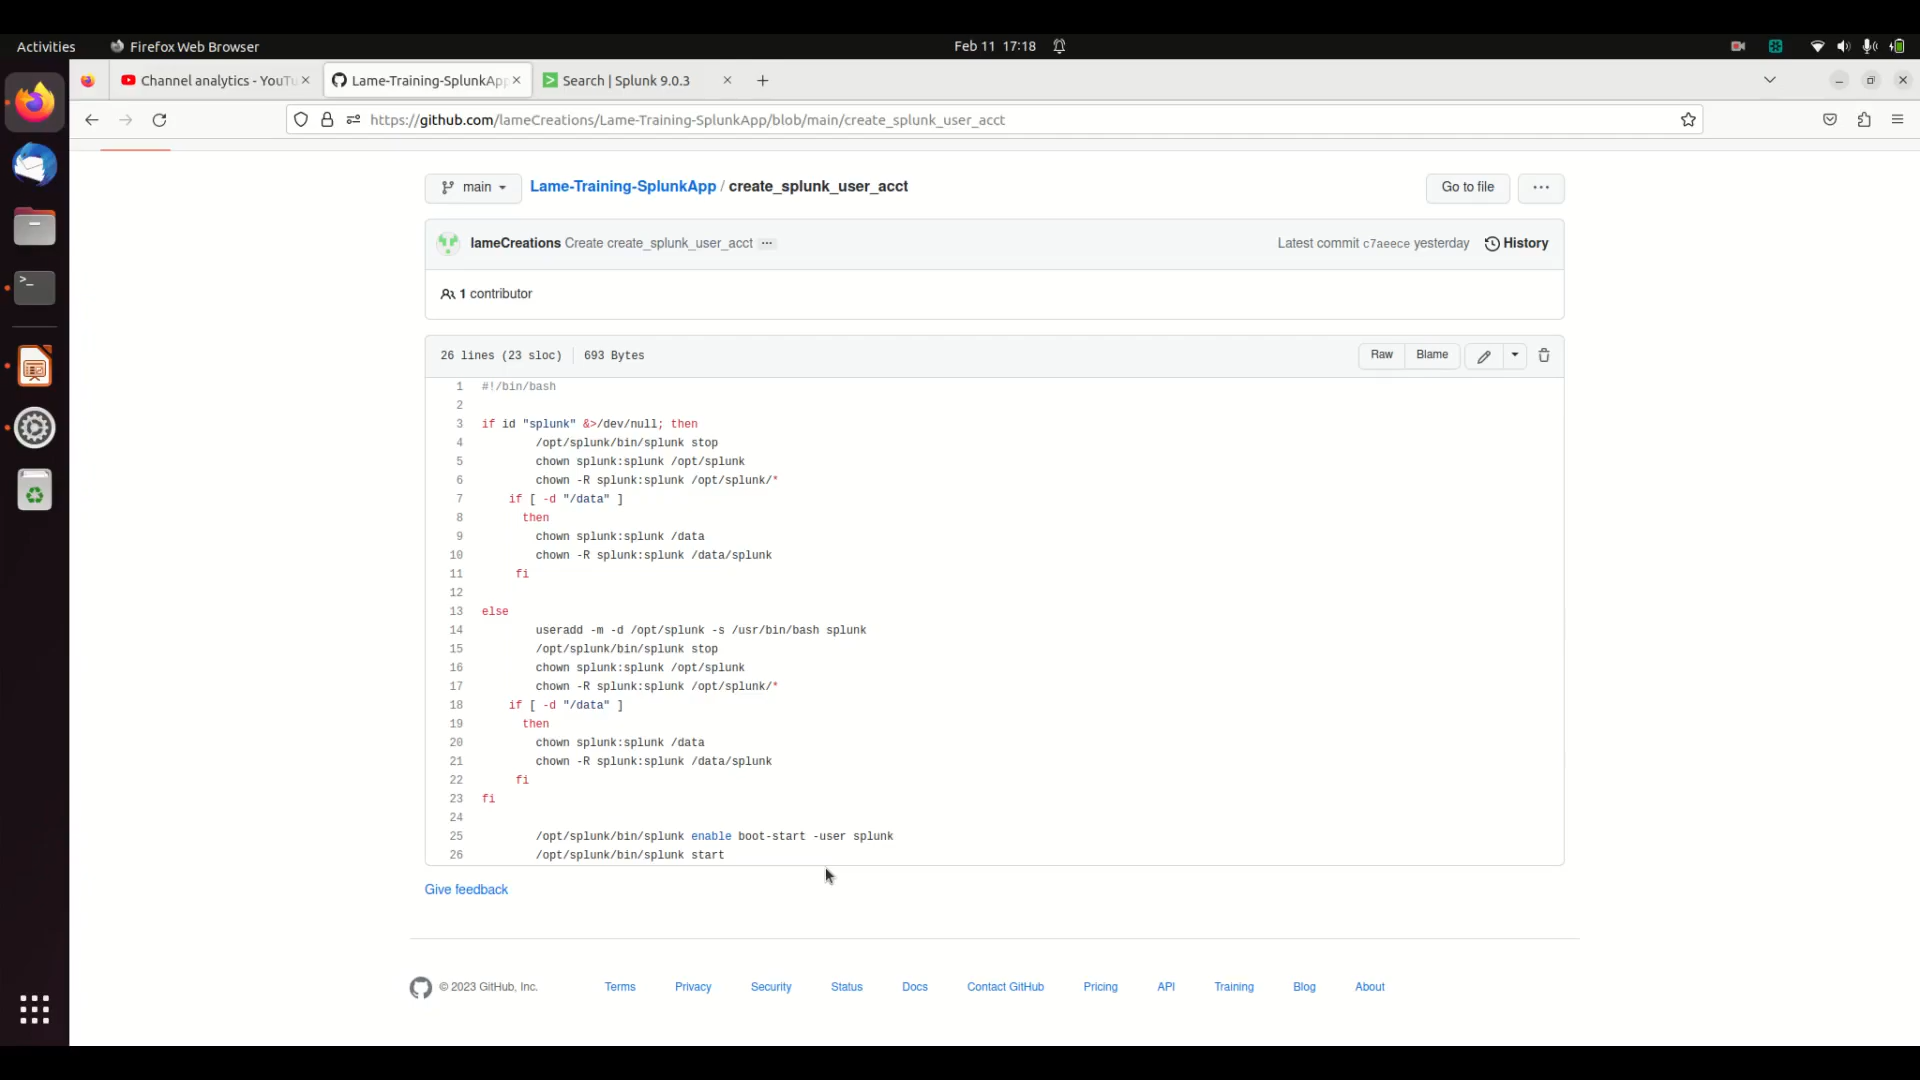 Activities
Firefox Web Browser
Feb 11 17:18
Channel analytics - YouTu
Lame-Training-SplunkApp
Search | Splunk 9.0.3
https://github.com/lameCreations/Lame-Training-SplunkApp/blob/main/create_splunk_user_acct
main
Lame-Training-SplunkApp / create_splunk_user_acct
Go to file
lameCreations Create create_splunk_user_acct
Latest commit c7aeece yesterday
History
1 contributor
26 lines (23 sloc)
693 Bytes
Raw
Blame
1 #!/bin/bash
2
3 if id "splunk" &>/dev/null; then
4 /opt/splunk/bin/splunk stop
5 chown splunk:splunk /opt/splunk
6 chown -R splunk:splunk /opt/splunk/*
7 if [ -d "/data" ]
8 then
9 chown splunk:splunk /data
10 chown -R splunk:splunk /data/splunk
11 fi
12
13 else
14 useradd -m -d /opt/splunk -s /usr/bin/bash splunk
15 /opt/splunk/bin/splunk stop
16 chown splunk:splunk /opt/splunk
17 chown -R splunk:splunk /opt/splunk/*
18 if [ -d "/data" ]
19 then
20 chown splunk:splunk /data
21 chown -R splunk:splunk /data/splunk
22 fi
23 fi
24
25 /opt/splunk/bin/splunk enable boot-start -user splunk
26 /opt/splunk/bin/splunk start
Give feedback
© 2023 GitHub, Inc.
Terms
Privacy
Security
Status
Docs
Contact GitHub
Pricing
API
Training
Blog
About